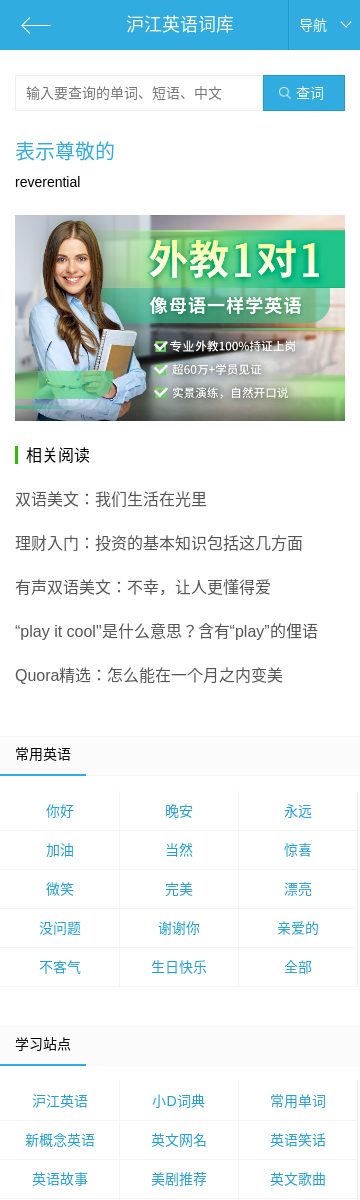 沪江英语词库
导航
输入要查询的单词、短语、中文
查词
表示尊敬的
reverential
外教1对1
像母语一样学英语
专业外教100%持证上岗
超60万+学员见证
实景演练，自然开口说
相关阅读
双语美文：我们生活在光里
理财入门：投资的基本知识包括这几方面
有声双语美文：不幸，让人更懂得爱
“play it cool"是什么意思？含有“play”的俚语
Quora精选：怎么能在一个月之内变美
常用英语
你好 晚安 永远
加油 当然 惊喜
微笑 完美 漂亮
没问题 谢谢你 亲爱的
不客气 生日快乐 全部
学习站点
沪江英语 小D词典 常用单词
新概念英语 英文网名 英语笑话
英语故事 美剧推荐 英文歌曲